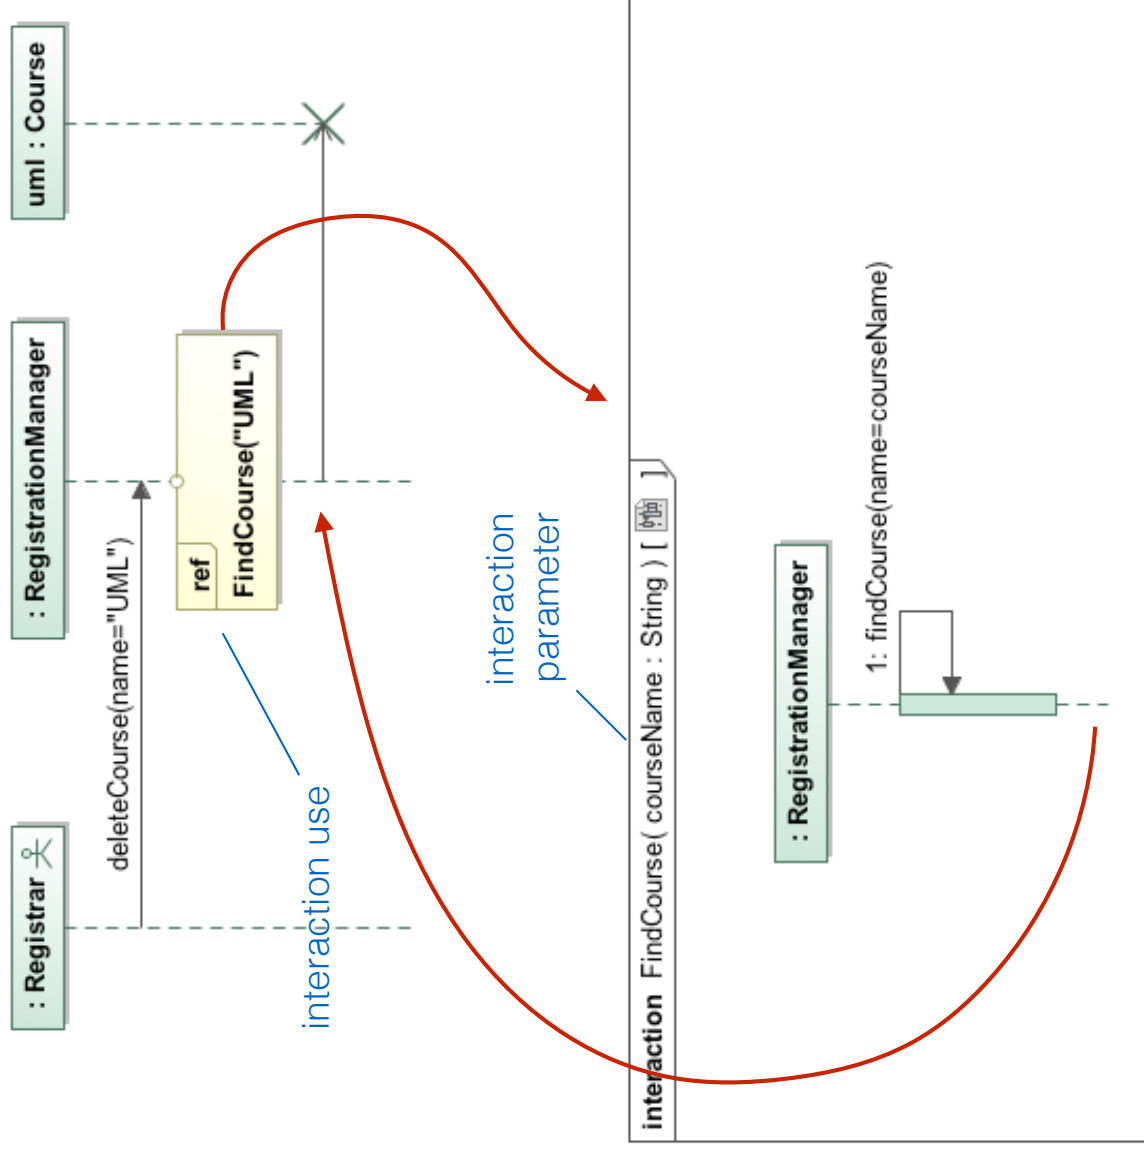 : Registrar
: RegistrationManager
uml : Course
deleteCourse(name="UML")
ref
FindCourse("UML")
interaction use
interaction
parameter
interaction FindCourse( courseName : String ) [ ]
: RegistrationManager
1: findCourse(name=courseName)